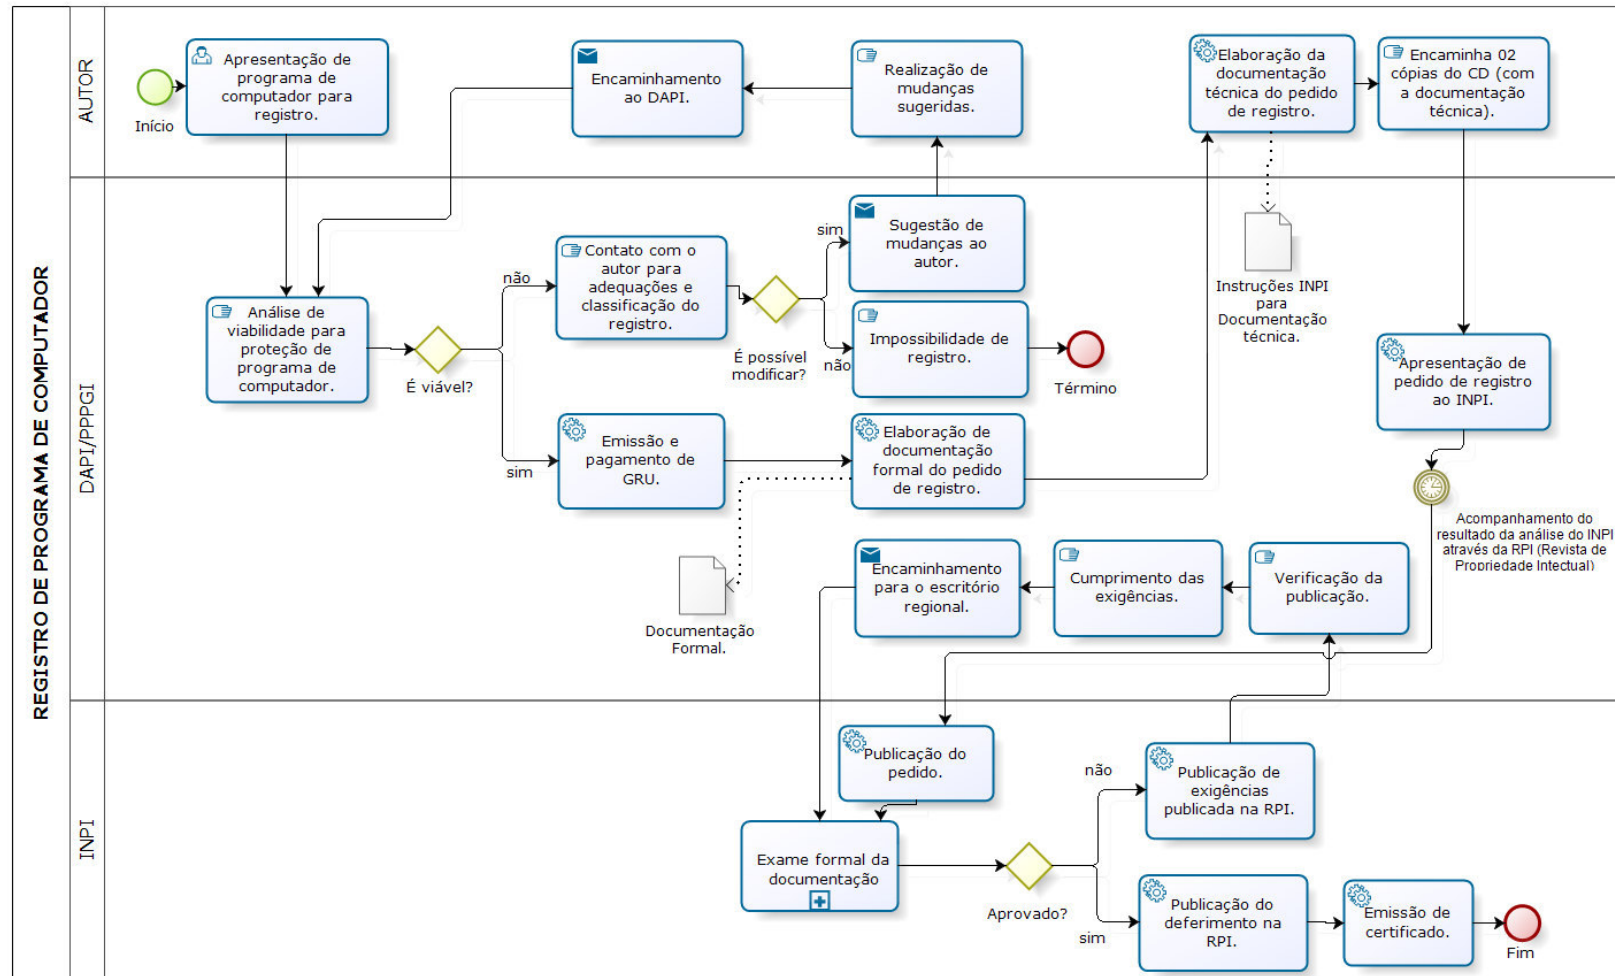 REGISTRO DE PROGRAMA DE COMPUTADOR
AUTOR
Início
Apresentação de
programa de
computador para
registro.
Encaminhamento
ao DAPI.
Realização de
mudanças
sugeridas.
Elaboração da
documentação
técnica do pedido
de registro.
Encaminha 02
cópias do CD (com
a documentação
técnica).
DAPI/PPPGI
Análise de
viabilidade para
proteção de
programa de
computador.
É viável?
não
sim
Contato com o
autor para
adequações e
classificação do
registro.
É possível
modificar?
sim
não
Sugestão de
mudanças ao
autor.
Impossibilidade de
registro.
Término
Instruções INPI
para
Documentação
técnica.
Apresentação de
pedido de registro
ao INPI.
Emissão e
pagamento de
GRU.
Elaboração de
documentação
formal do pedido
de registro.
Documentação
Formal.
Acompanhamento do
resultado da análise do INPI
através da RPI (Revista de
Propriedade Intectual)
Encaminhamento
para o escritório
regional.
Cumprimento das
exigências.
Verificação da
publicação.
INPI
Publicação do
pedido.
Exame formal da
documentação
Aprovado?
não
sim
Publicação de
exigências
publicada na RPI.
Publicação do
deferimento na
RPI.
Emissão de
certificado.
Fim